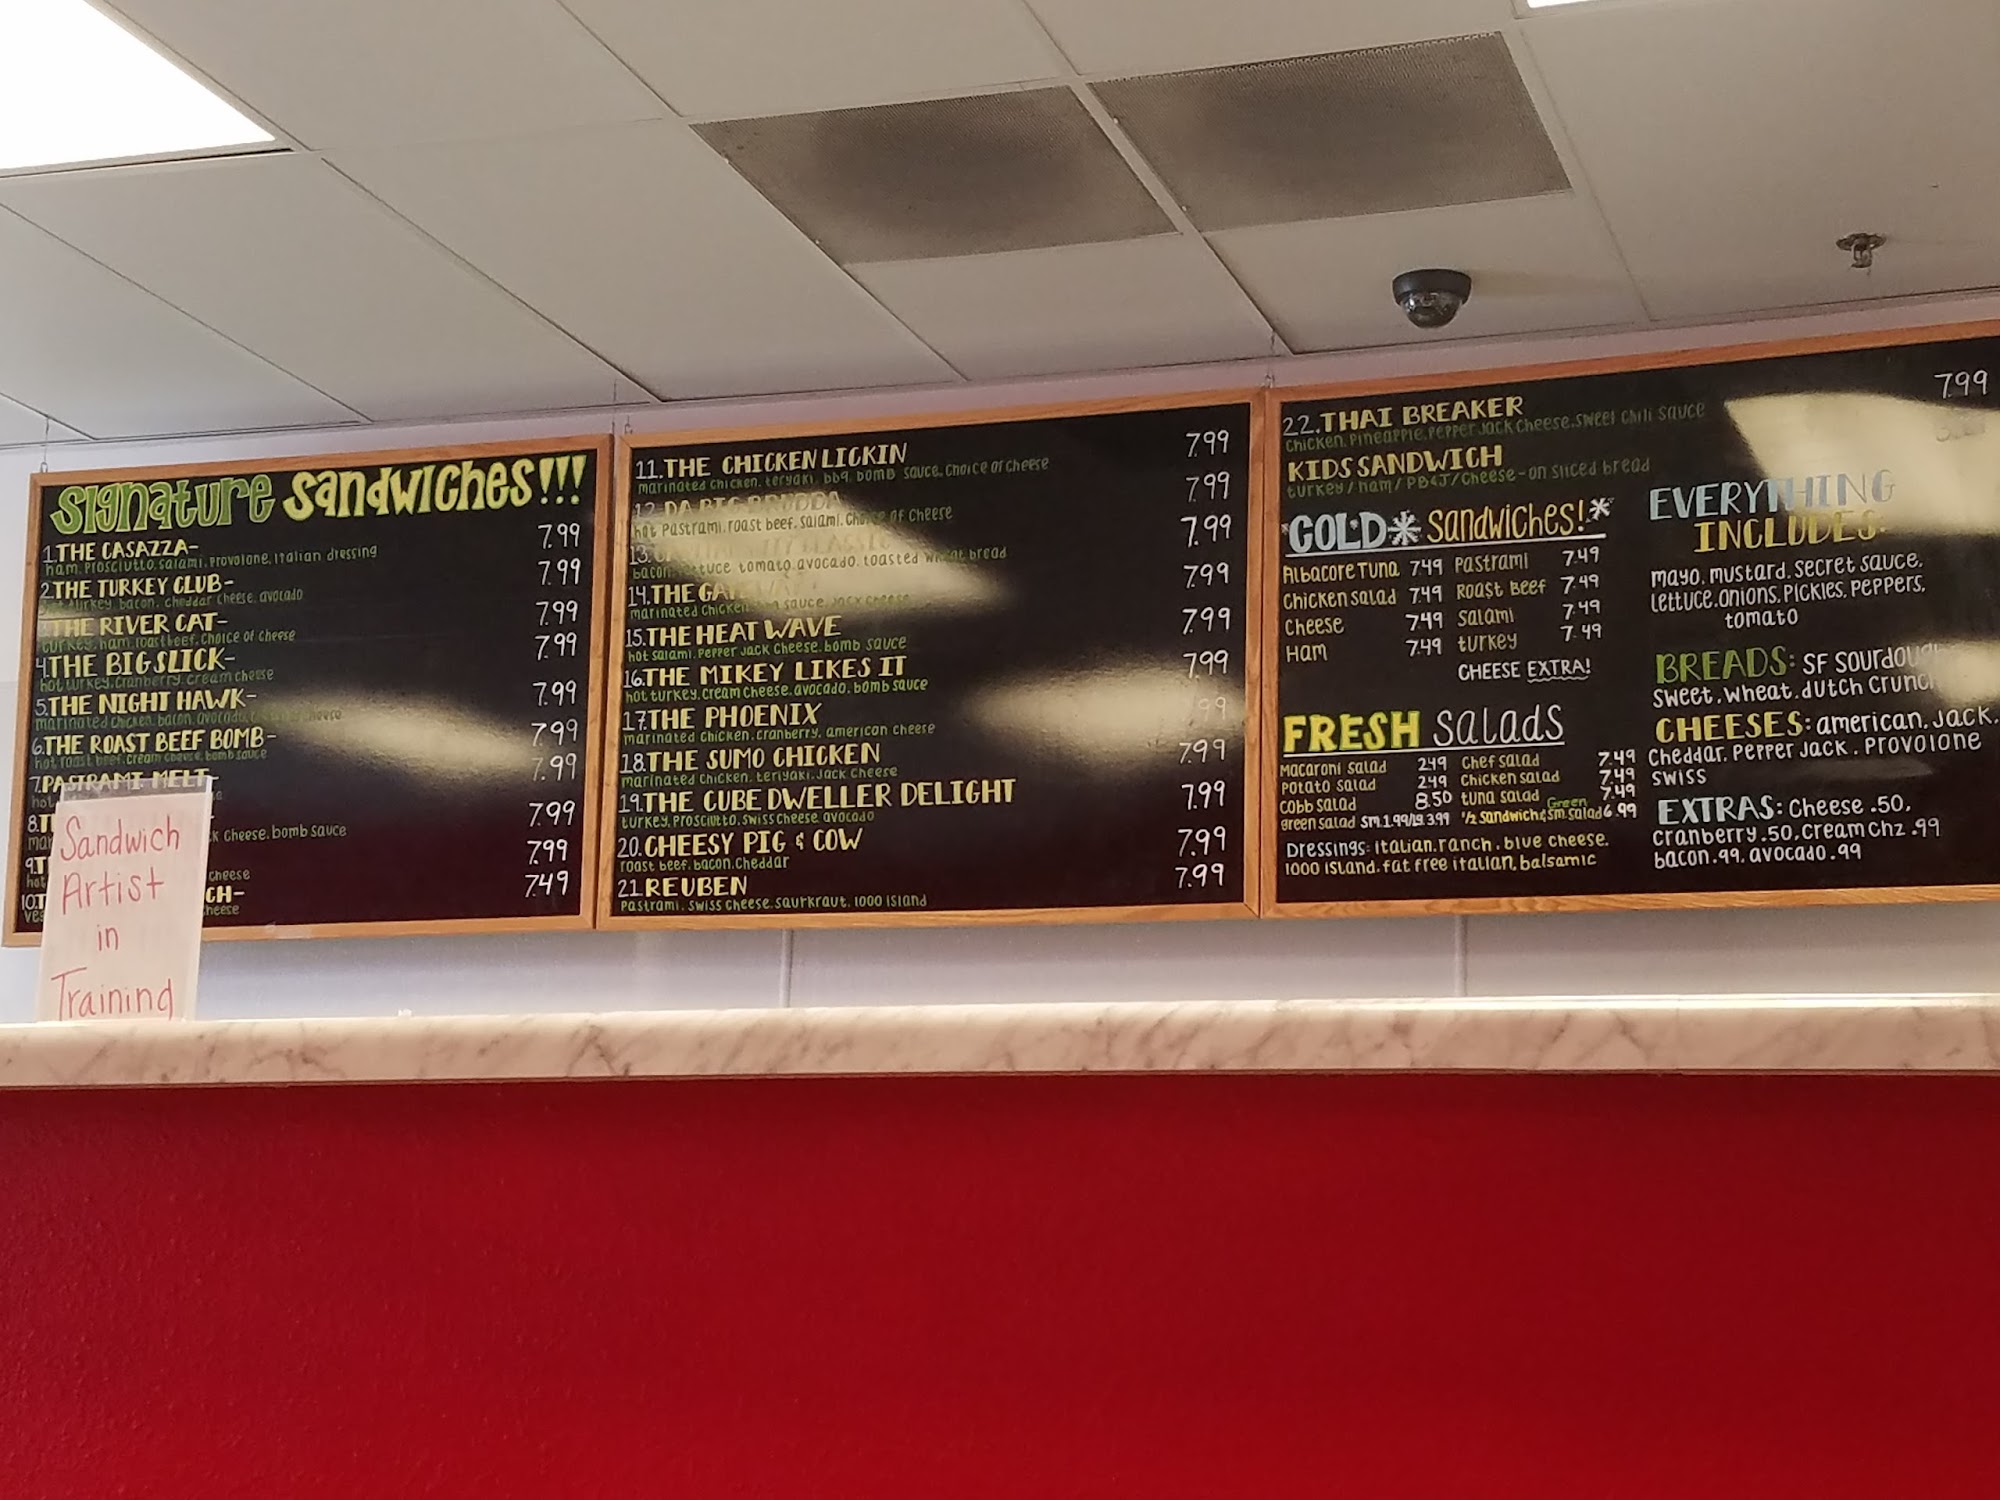 Signature Sandwiches!!!
1. THE CASAZZA- 7.99
ham, Prosciutto, salami, Provolone, Italian dressing
2. THE TURKEY CLUB- 7.99
hot turkey, bacon, cheddar cheese, avocado
THE RIVER CAT- 7.99
turkey, ham, roast beef, choice of cheese
4. THE BIG SLICK- 7.99
hot turkey, cranberry, cream cheese
5. THE NIGHT HAWK- 7.99
marinated chicken, bacon, avocado, cheese
6. THE ROAST BEEF BOMB- 7.99
hot roast beef, cream cheese, bomb sauce
7. PASTRAMI MELT- 7.99
hot
8. 7.99
Cheese, bomb sauce
9. 7.99
hot cheese
10. 7.49
cheese
Sandwich
Artist
in
Training
11. THE CHICKEN LICKIN 7.99
marinated chicken, teryaki, bbq, bomb sauce, choice of cheese
12. DA BIG BRUDDA 7.99
hot Pastrami, roast beef, salami, choice of Cheese
13. 7.99
bacon, lettuce, tomato, avocado, toasted wheat bread
14. THE 7.99
marinated chicken, sauce, jack cheese
15. THE HEAT WAVE 7.99
hot salami, pepper Jack cheese, bomb sauce
16. THE MIKEY LIKES IT 7.99
hot turkey, cream cheese, avocado, bomb sauce
17. THE PHOENIX 99
marinated chicken, cranberry, american cheese
18. THE SUMO CHICKEN 7.99
marinated chicken, teriyaki, Jack cheese
19. THE CUBE DWELLER DELIGHT 7.99
turkey, Prosciutto, swiss cheese, avocado
20. CHEESY PIG & COW 7.99
roast beef, bacon, cheddar
21. REUBEN 7.99
Pastrami, swiss cheese, saurkraut, 1000 island
22. THAI BREAKER 7.99
Chicken, Pineapple, Pepper Jack Cheese, sweet Chili sauce
KIDS SANDWICH
turkey/ham/PB&J/Cheese - on sliced bread
COLD Sandwiches!
Albacore Tuna 7.49 Pastrami 7.49
Chicken salad 7.49 Roast Beef 7.49
Cheese 7.49 Salami 7.49
Ham 7.49 turkey 7.49
CHEESE EXTRA!
FRESH Salads
Macaroni salad 2.49 Chef salad 7.49
Potato Salad 2.49 Chicken salad 7.49
Cobb salad 8.50 tuna salad 7.49
Green salad SM. 1.99/LG. 3.99 ½ sandwich & SM. Green salad 6.99
Dressings: italian, ranch, blue cheese,
1000 island, fat free italian, balsamic
EVERYTHING
INCLUDES:
mayo, mustard, secret sauce,
lettuce, onions, pickles, peppers,
tomato
BREADS: SF sourdough
sweet, wheat, dutch crunch
CHEESES: american, Jack,
Cheddar, Pepper Jack, Provolone
swiss
EXTRAS: Cheese .50,
cranberry .50, cream chz .99
bacon .99, avocado .99